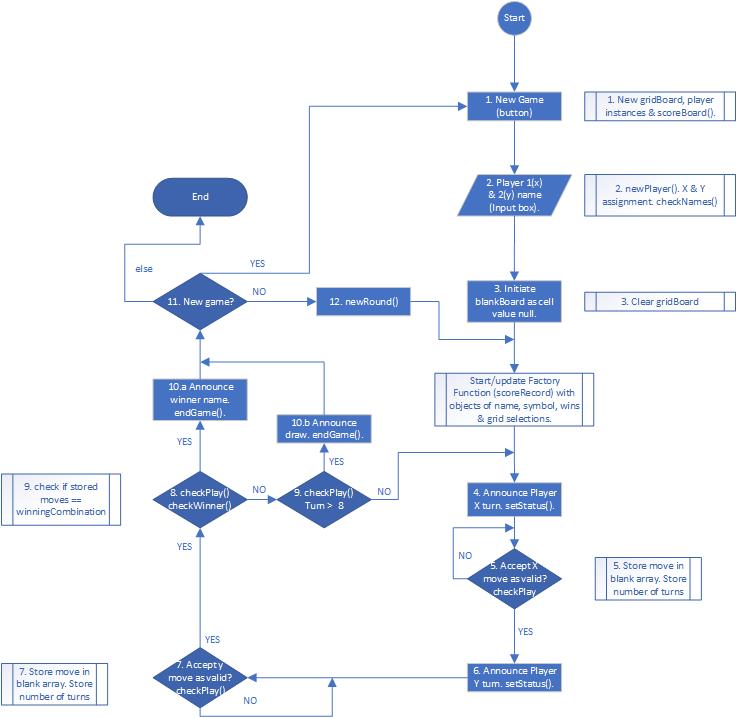 Start
1. New Game
(button)
1. New gridBoard, player
instances & scoreBoard().
2. Player 1(x)
& 2(y) name
(Input box).
2. newPlayer(). X & Y
assignment. checkNames()
End
else
YES
11. New game?
NO
12. newRound()
3. Initiate
blankBoard as cell
value null.
3. Clear gridBoard
Start/update Factory
Function (scoreRecord) with
objects of name, symbol, wins
& grid selections.
10.a Announce
winner name.
endGame().
10.b Announce
draw. endGame().
YES
YES
9. check if stored
moves ==
winningCombination
8. checkPlay()
checkWinner()
NO
9. checkPlay()
Turn > 8
NO
4. Announce Player
X turn. setStatus().
YES
NO
5. Accept X
move as valid?
checkPlay
5. Store move in
blank array. Store
number of turns
YES
YES
7. Store move in
blank array. Store
number of turns
7. Accept y
move as valid?
checkPlay()
NO
6. Announce Player
Y turn. setStatus().